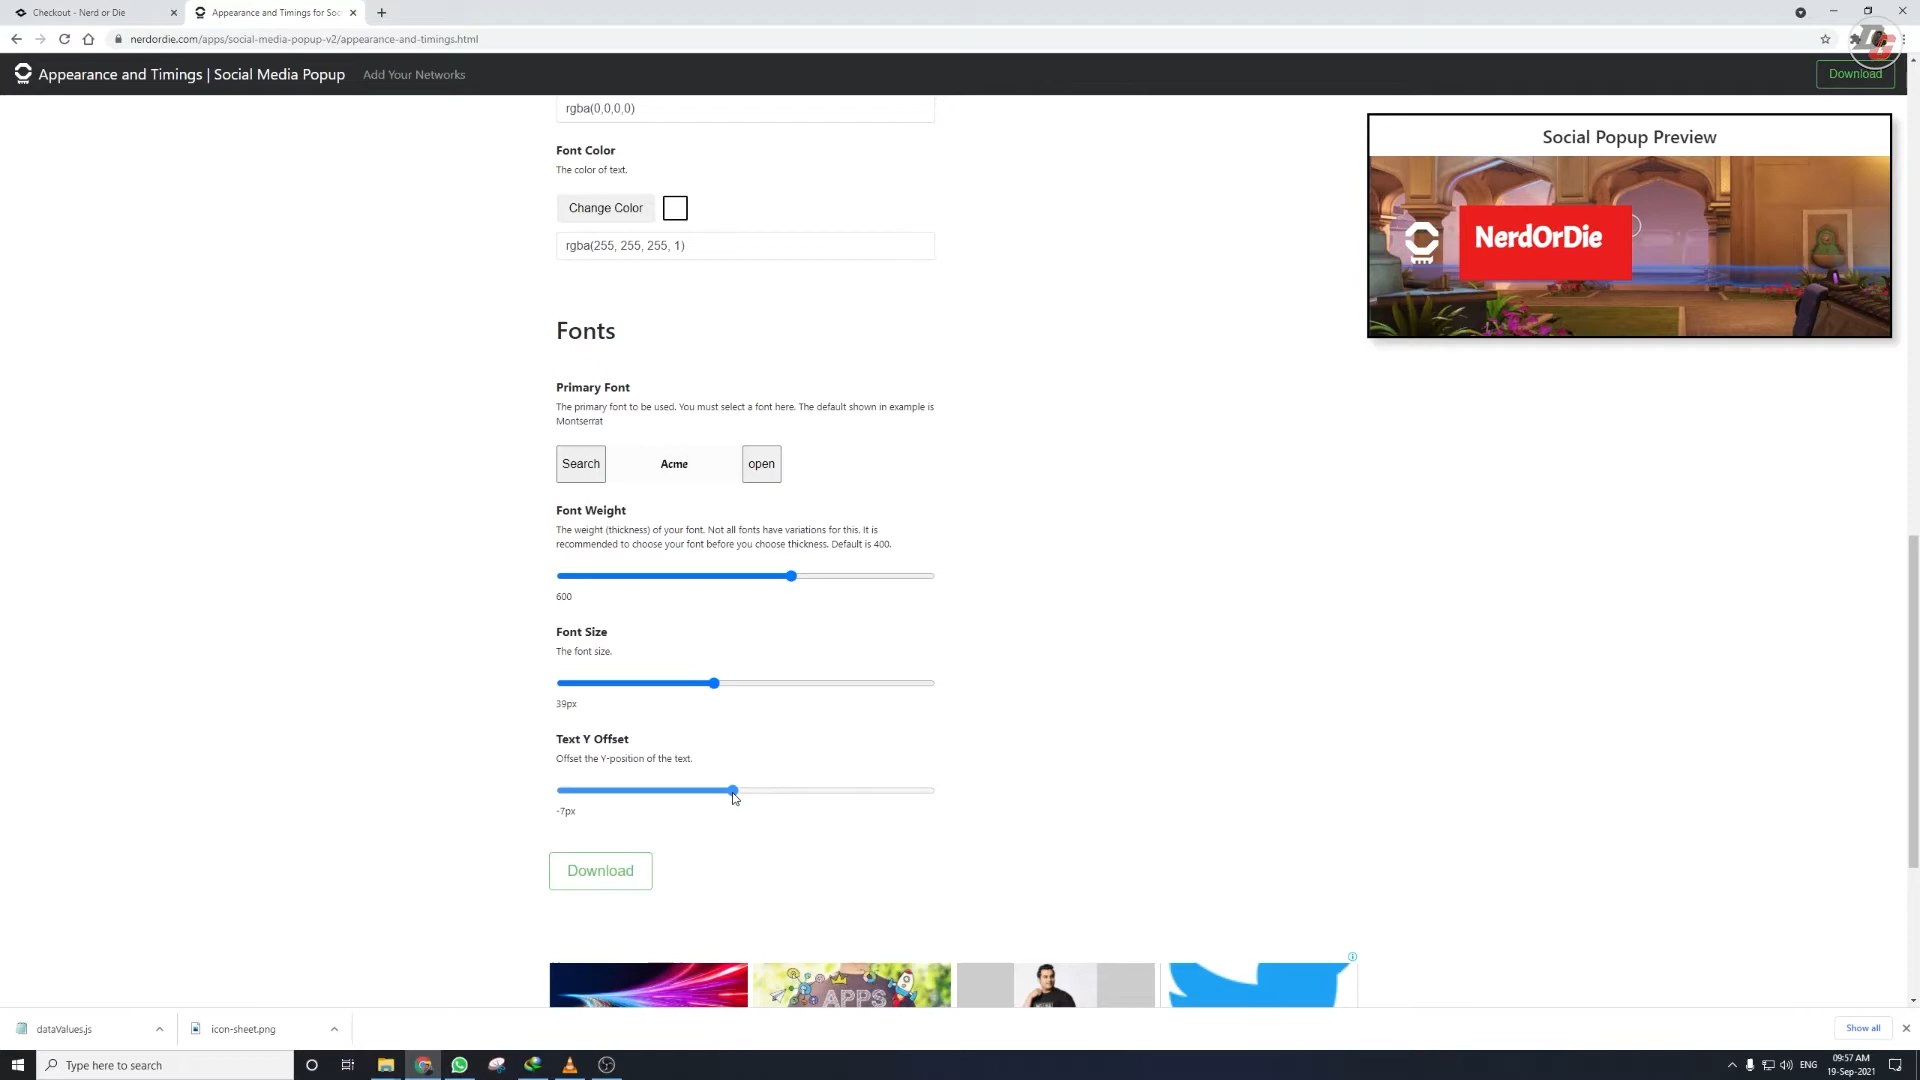 Checkout - Nerd or Die
Appearance and Timings for Soc
nerdordie.com/apps/social-media-popup-v2/appearance-and-timings.html
Appearance and Timings | Social Media Popup
Add Your Networks
Download
rgba(0,0,0,0)
Font Color
The color of text.
Change Color
rgba(255, 255, 255, 1)
Social Popup Preview
NerdOrDie
Fonts
Primary Font
The primary font to be used. You must select a font here. The default shown in example is
Montserrat
Search
Acme
open
Font Weight
The weight (thickness) of your font. Not all fonts have variations for this. It is
recommended to choose your font before you choose thickness. Default is 400.
600
Font Size
The font size.
39px
Text Y Offset
Offset the Y-position of the text.
-7px
Download
APPS
dataValues.js
icon-sheet.png
Show all
Type here to search
ENG
09:57 AM
19-Sep-2021